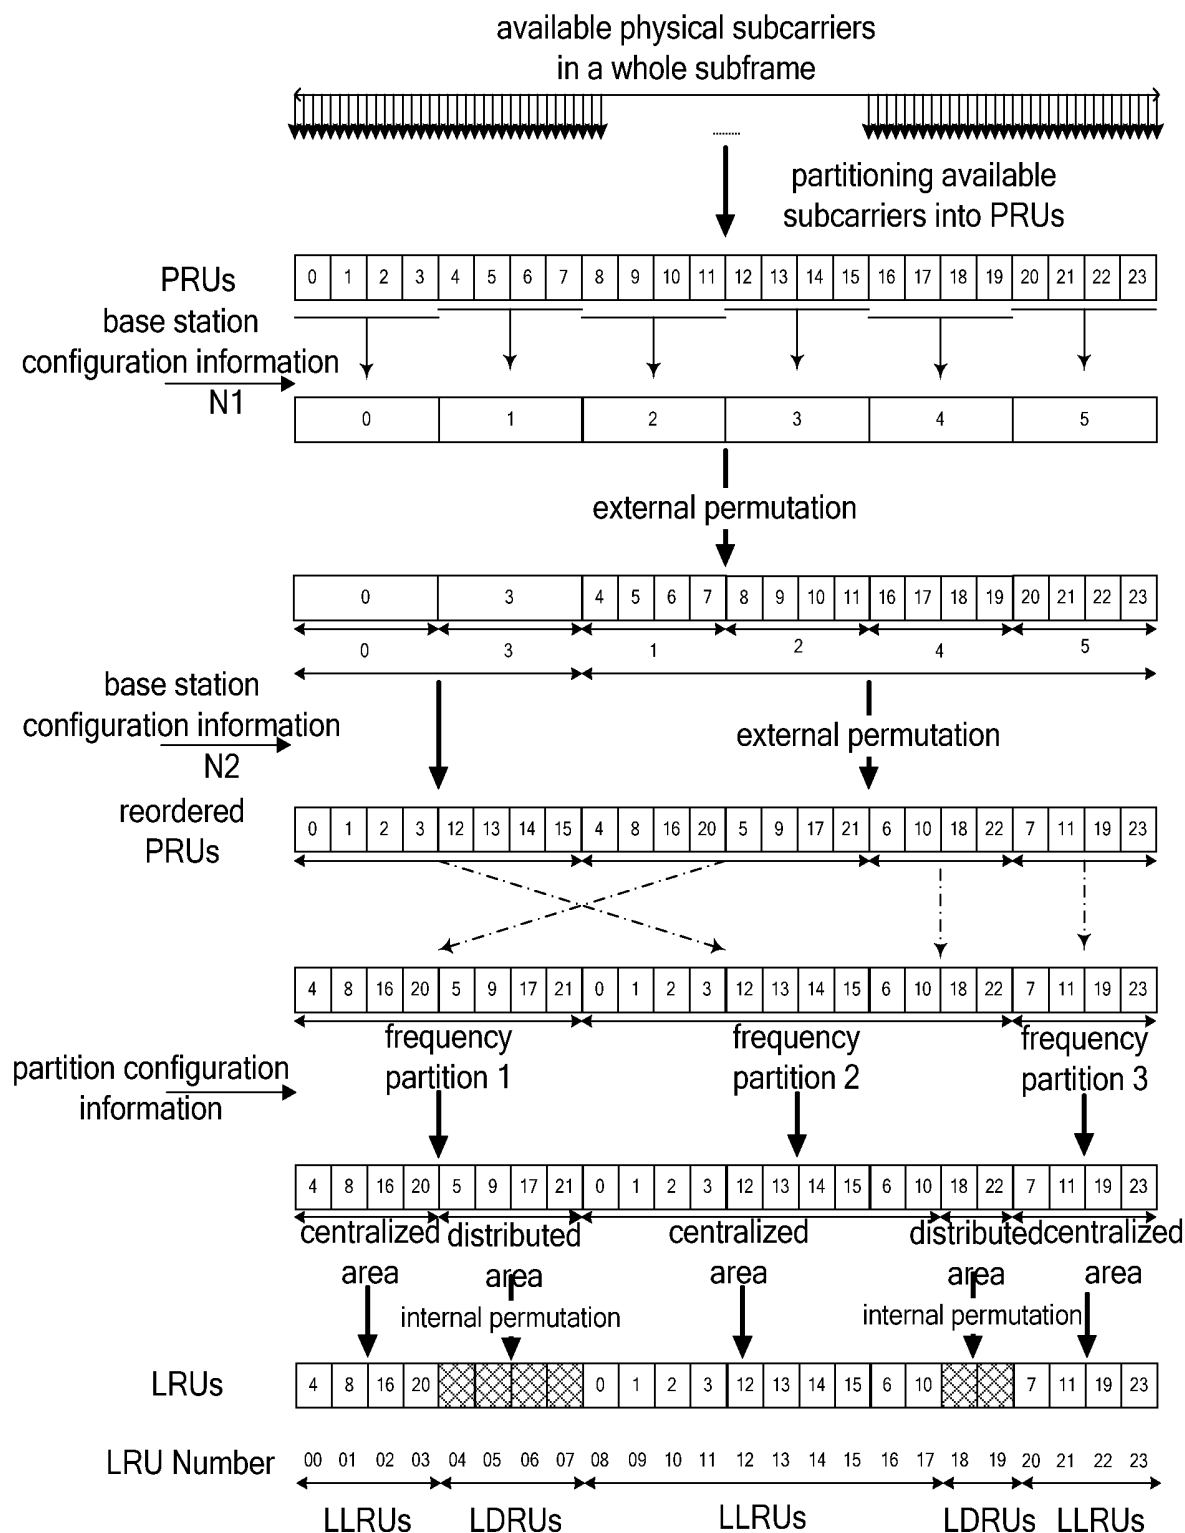 available physical subcarriers
in a whole subframe
.........
partitioning available
subcarriers into PRUs
PRUs
0 1 2 3 4 5 6 7 8 9 10 11 12 13 14 15 16 17 18 19 20 21 22 23
base station
configuration information
N1
0 1 2 3 4 5
external permutation
0 3 4 5 6 7 8 9 10 11 16 17 18 19 20 21 22 23
0 3 1 2 4 5
base station
configuration information
N2
external permutation
reordered
PRUs
0 1 2 3 12 13 14 15 4 8 16 20 5 9 17 21 6 10 18 22 7 11 19 23
4 8 16 20 5 9 17 21 0 1 2 3 12 13 14 15 6 10 18 22 7 11 19 23
frequency
partition 1
frequency
partition 2
frequency
partition 3
partition configuration
information
4 8 16 20 5 9 17 21 0 1 2 3 12 13 14 15 6 10 18 22 7 11 19 23
centralized
area
distributed
area
centralized
area
distributed
area
centralized
area
internal permutation
internal permutation
LRUs
4 8 16 20 0 1 2 3 12 13 14 15 6 10 7 11 19 23
LRU Number
00 01 02 03 04 05 06 07 08 09 10 11 12 13 14 15 16 17 18 19 20 21 22 23
LLRUs LDRUs LLRUs LDRUs LLRUs